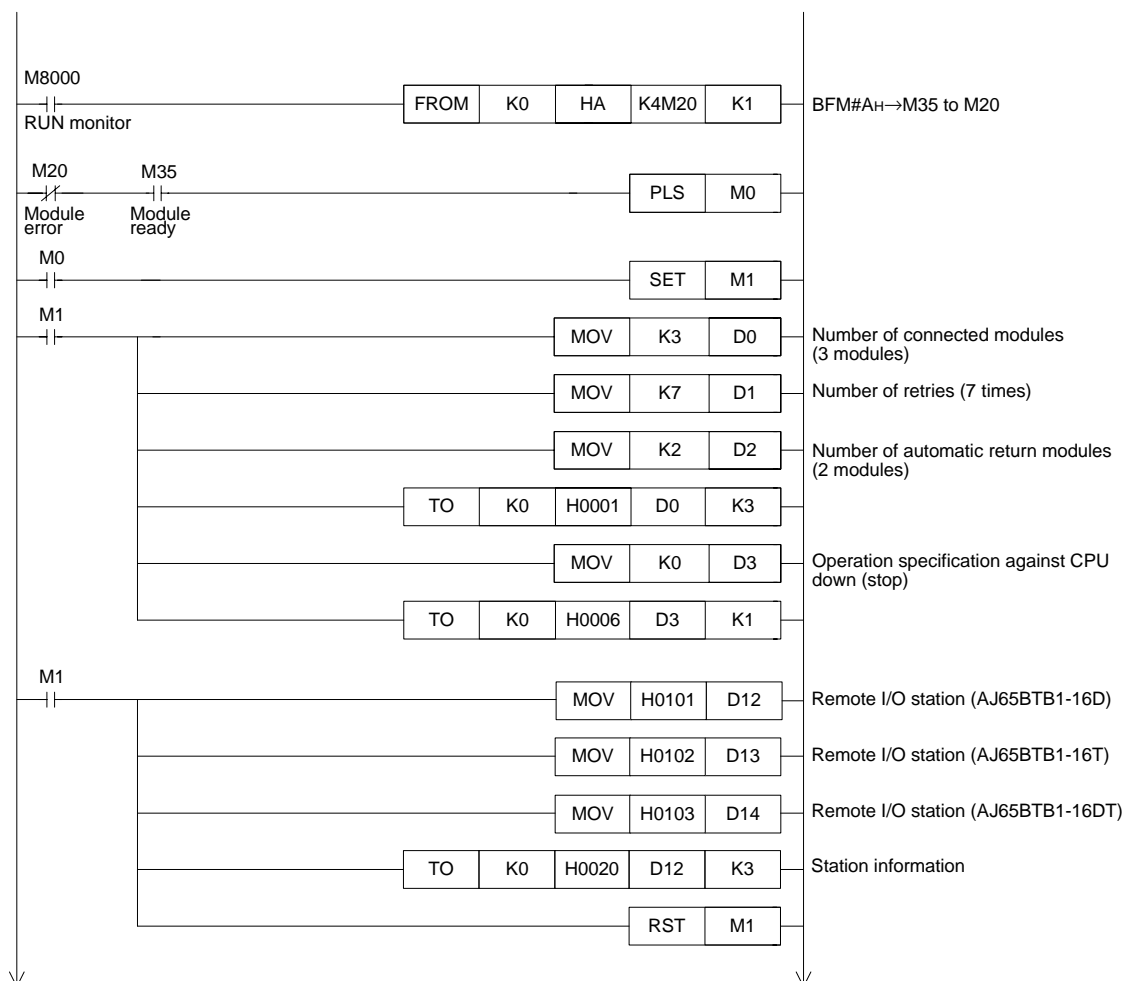 M8000
FROM K0 HA K4M20 K1 BFM#AH→M35 to M20
RUN monitor
M20 M35
PLS M0
Module error Module ready
M0
SET M1
M1
MOV K3 D0 Number of connected modules
(3 modules)
MOV K7 D1 Number of retries (7 times)
MOV K2 D2 Number of automatic return modules
(2 modules)
TO K0 H0001 D0 K3
MOV K0 D3 Operation specification against CPU
down (stop)
TO K0 H0006 D3 K1
M1
MOV H0101 D12 Remote I/O station (AJ65BTB1-16D)
MOV H0102 D13 Remote I/O station (AJ65BTB1-16T)
MOV H0103 D14 Remote I/O station (AJ65BTB1-16DT)
TO K0 H0020 D12 K3 Station information
RST M1